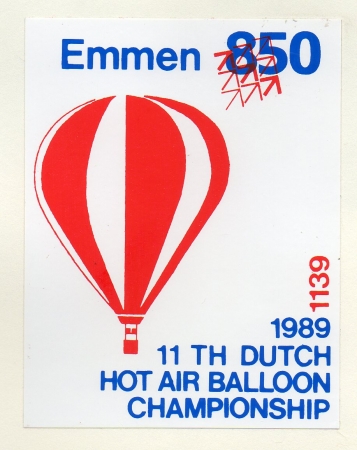 Emmen 850
1139
1989
11 TH DUTCH
HOT AIR BALLOON
CHAMPIONSHIP